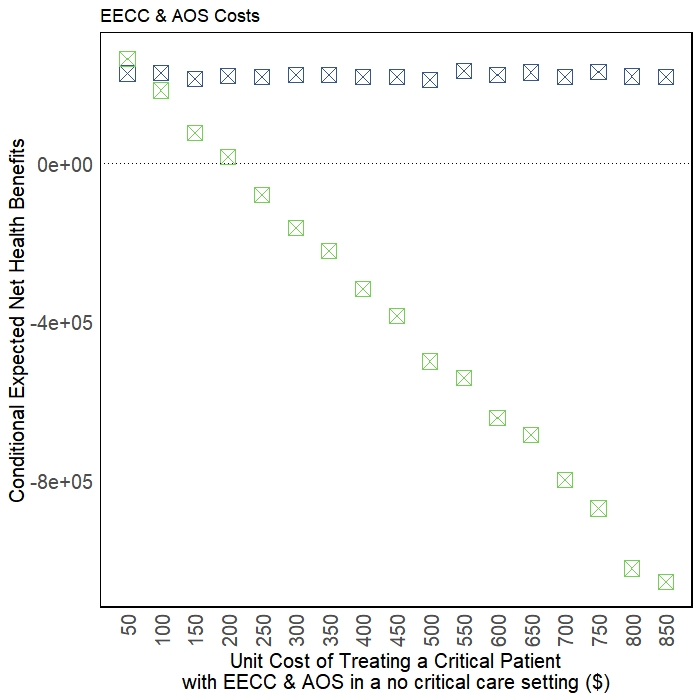 EECC & AOS Costs
Conditional Expected Net Health Benefits
0e+00
-4e+05
-8e+05
50
100
150
200
250
300
350
400
450
500
550
600
650
700
750
800
850
Unit Cost of Treating a Critical Patient
with EECC & AOS in a no critical care setting ($)